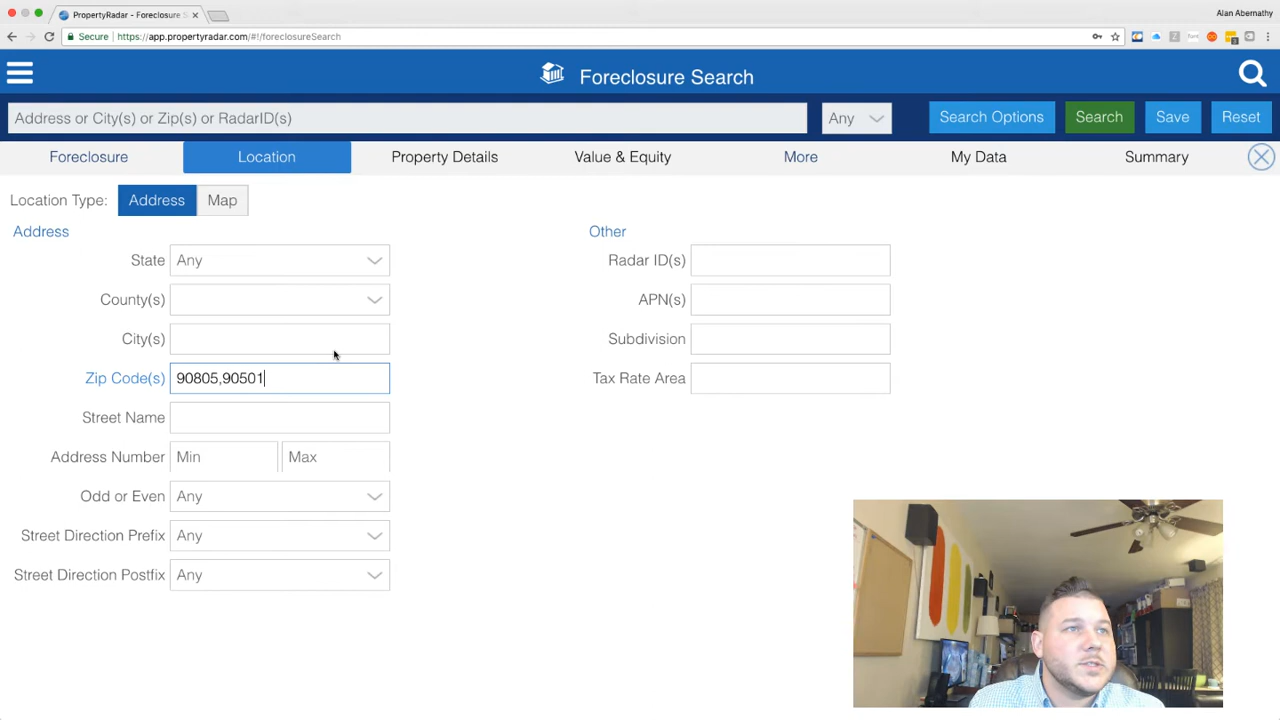 PropertyRadar - Foreclosure S
Alan Abernathy
Secure https://app.propertyradar.com/#!/foreclosureSearch
Foreclosure Search
Address or City(s) or Zip(s) or RadarID(s)
Any
Search Options
Search
Save
Reset
Foreclosure
Location
Property Details
Value & Equity
More
My Data
Summary
Location Type:
Address
Map
Address
State
Any
County(s)
City(s)
Zip Code(s)
90805,90501
Street Name
Address Number
Min
Max
Odd or Even
Any
Street Direction Prefix
Any
Street Direction Postfix
Any
Other
Radar ID(s)
APN(s)
Subdivision
Tax Rate Area